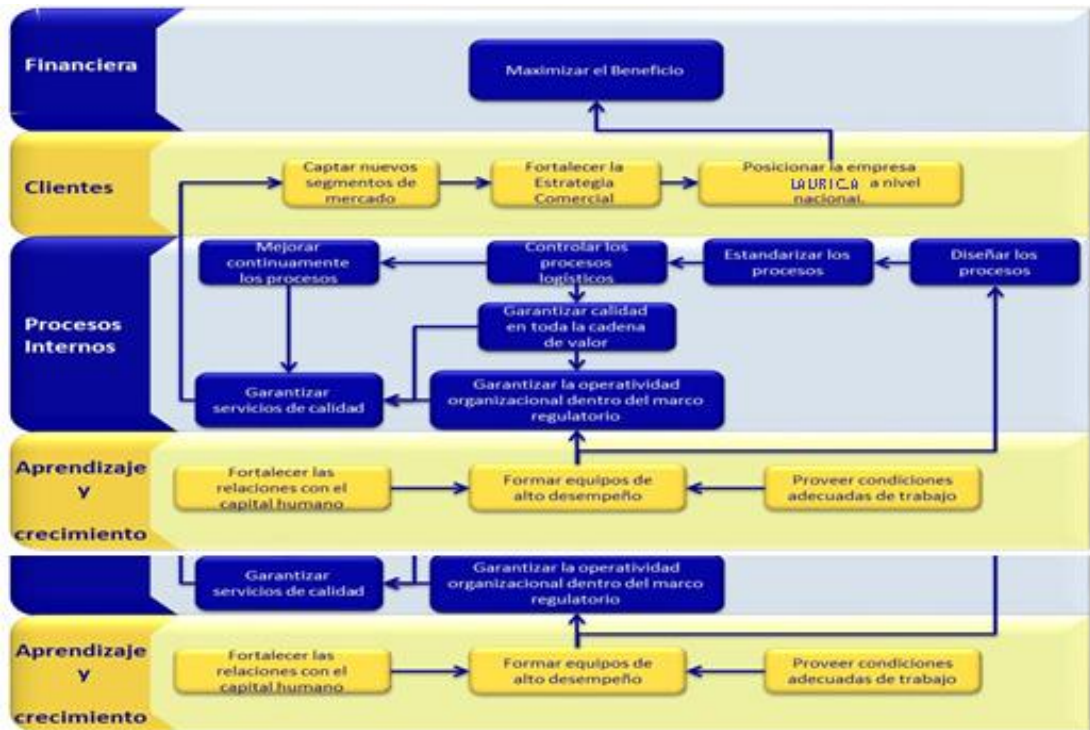 Financiera
Maximizar el Beneficio
Clientes
Captar nuevos
segmentos de
mercado
Fortalecer la
Estrategia
Comercial
Posicionar la empresa
LAURICA a nivel
nacional.
Procesos
Internos
Mejorar
continuamente
los procesos
Controlar los
procesos
logísticos
Estandarizar los
procesos
Diseñar los
procesos
Garantizar calidad
en toda la cadena
de valor
Garantizar
servicios de calidad
Garantizar la operatividad
organizacional dentro del marco
regulatorio
Aprendizaje
y
crecimiento
Fortalecer las
relaciones con el
capital humano
Formar equipos de
alto desempeño
Proveer condiciones
adecuadas de trabajo
Garantizar
servicios de calidad
Garantizar la operatividad
organizacional dentro del marco
regulatorio
Aprendizaje
y
crecimiento
Fortalecer las
relaciones con el
capital humano
Formar equipos de
alto desempeño
Proveer condiciones
adecuadas de trabajo